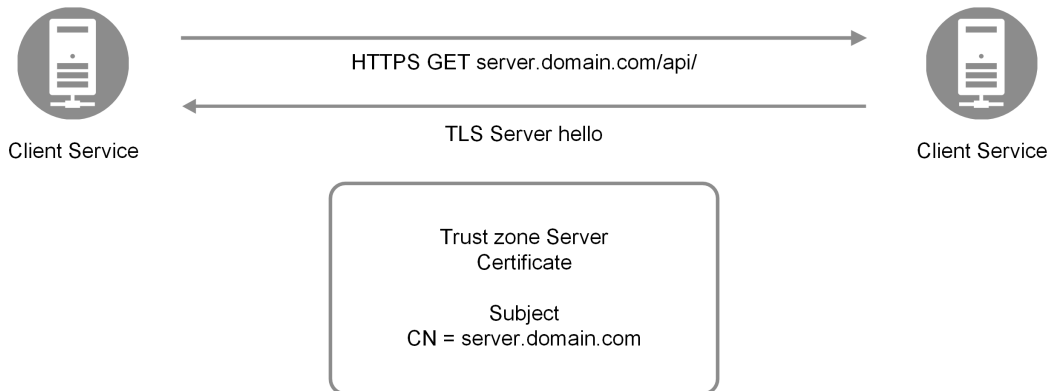 HTTPS GET server.domain.com/api/
TLS Server hello
Client Service
Client Service
Trust zone Server
Certificate
Subject
CN = server.domain.com